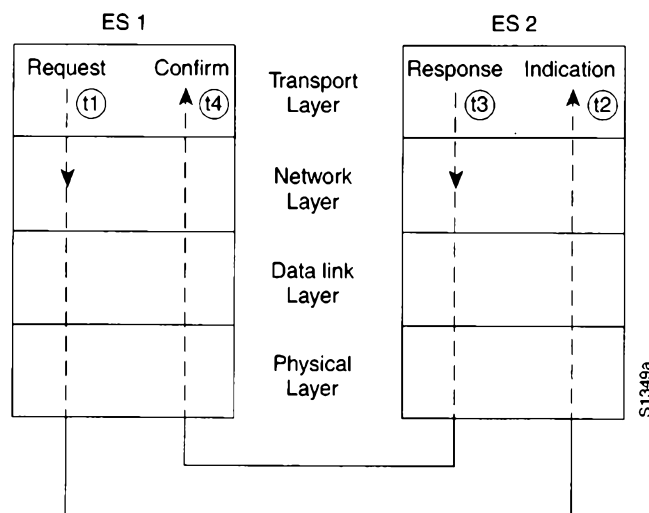 ES 1
ES 2
Request
Confirm
Transport
Layer
Response
Indication
t1
t4
t3
t2
Network
Layer
Data link
Layer
Physical
Layer
S1349a